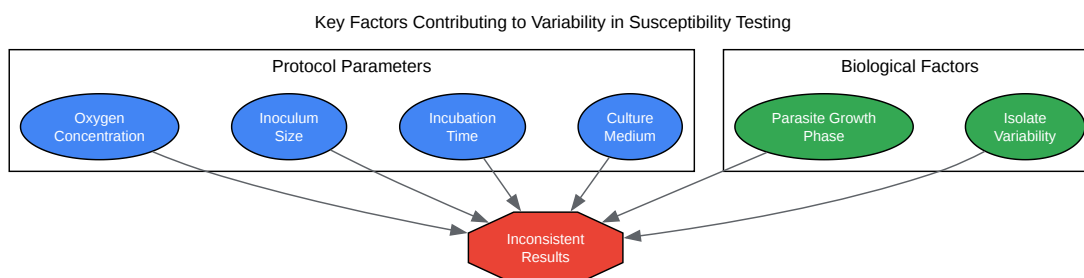 Key Factors Contributing to Variability in Susceptibility Testing
Protocol Parameters
Biological Factors
Oxygen
Concentration
Inoculum
Size
Incubation
Time
Culture
Medium
Parasite Growth
Phase
Isolate
Variability
Inconsistent
Results